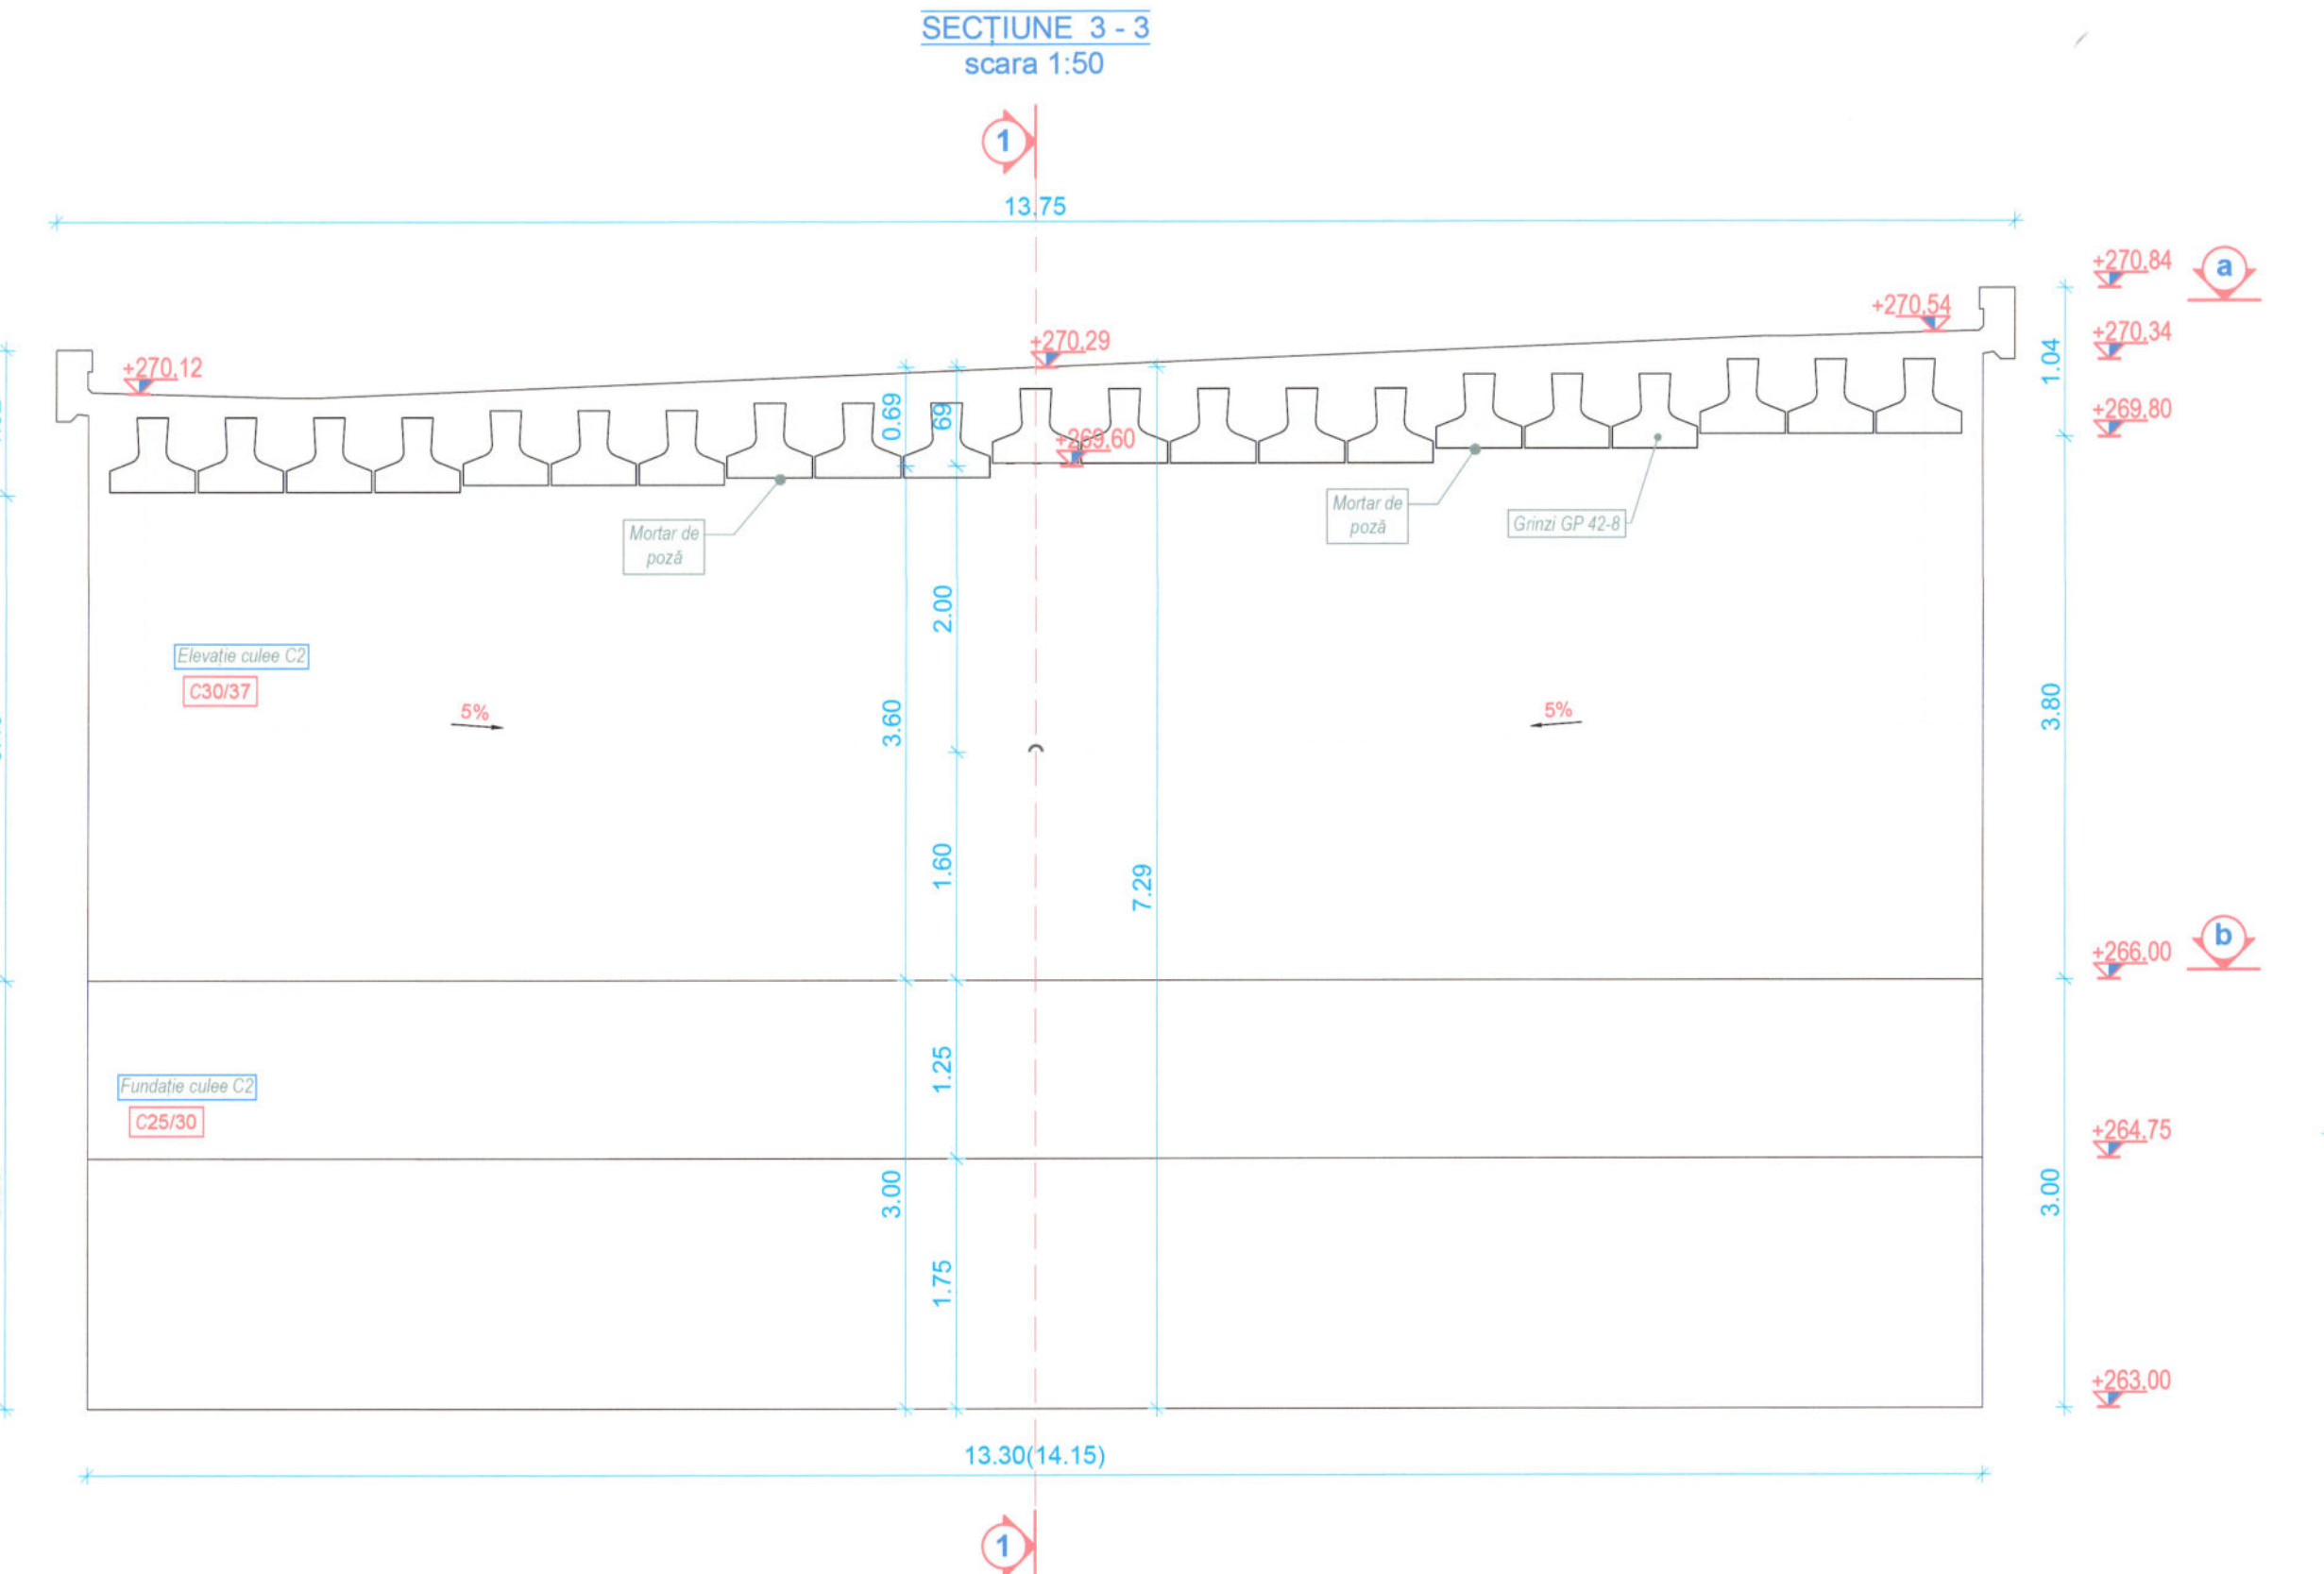 SECȚIUNE 3 - 3
scara 1:50
1
13.75
+270.84
a
+270.54
+270.34
+270.29
+270.12
1.04
0.69
69
+269.80
+269.60
Mortar de
poză
Mortar de
poză
Grinzi GP 42-8
2.00
Elevație culee C2
C30/37
5%
5%
3.60
3.80
1.60
7.29
+266.00
b
1.25
Fundație culee C2
C25/30
+264.75
3.00
3.00
1.75
+263.00
13.30(14.15)
1